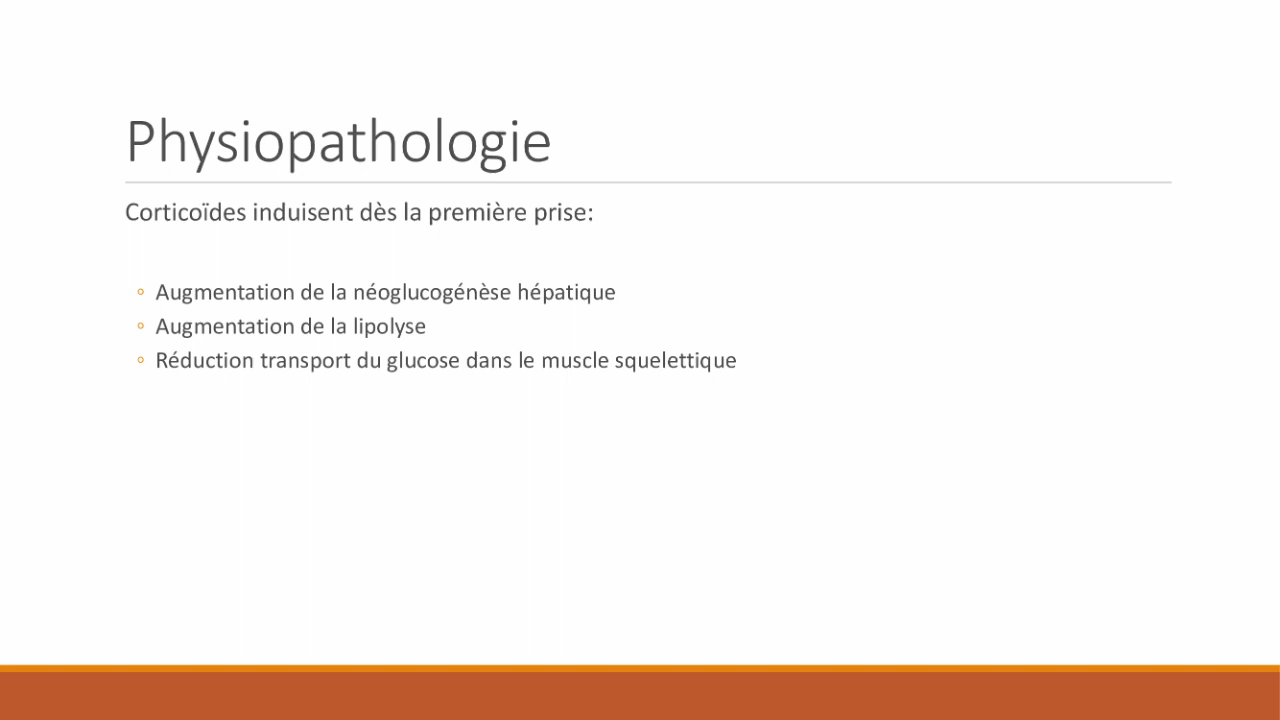 Physiopathologie
Corticoïdes induisent dès la première prise:
◦ Augmentation de la néoglucogénèse hépatique
◦ Augmentation de la lipolyse
◦ Réduction transport du glucose dans le muscle squelettique